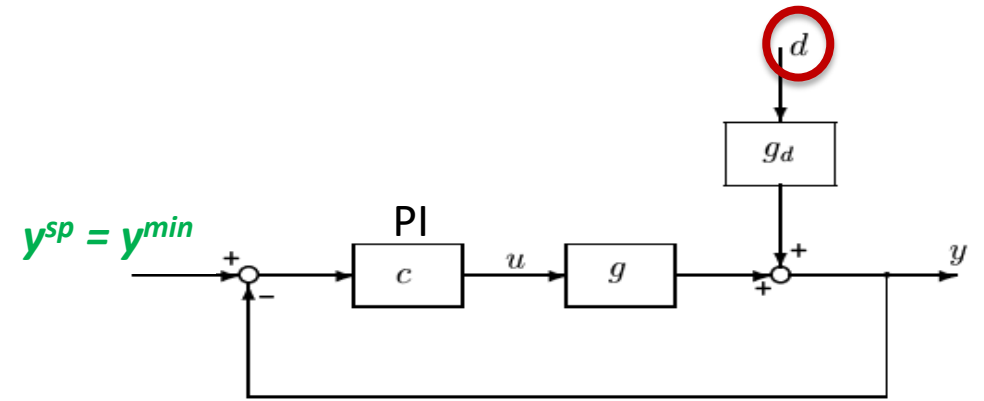 d
g_d
y^sp = y^min
PI
+
c
u
g
+
y
−
+